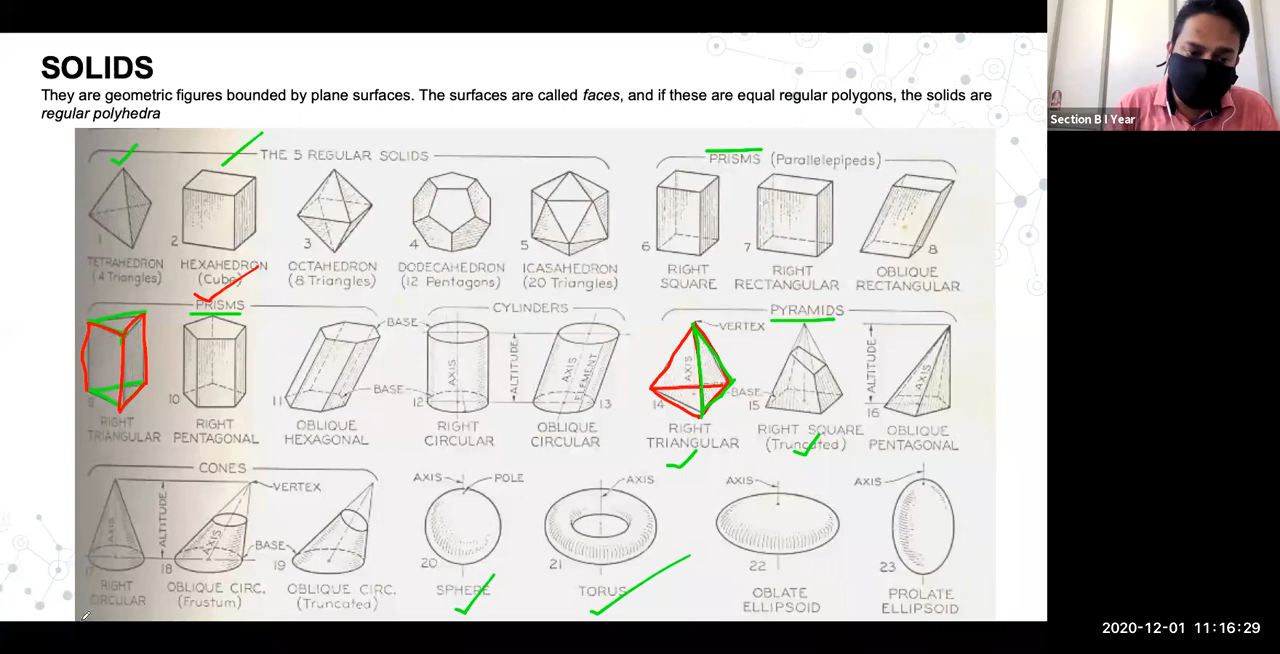 SOLIDS
They are geometric figures bounded by plane surfaces. The surfaces are called faces, and if these are equal regular polygons, the solids are
regular polyhedra
Section B I Year
THE 5 REGULAR SOLIDS
PRISMS (Parallelepipeds)
1 2 3 4 5 6 7 8
TETRAHEDRON
(4 Triangles)
HEXAHEDRON
(Cube)
OCTAHEDRON
(8 Triangles)
DODECAHEDRON
(12 Pentagons)
ICASAHEDRON
(20 Triangles)
RIGHT
SQUARE
RIGHT
RECTANGULAR
OBLIQUE
RECTANGULAR
PRISMS
CYLINDERS
PYRAMIDS
BASE
VERTEX
AXIS
ALTITUDE
AXIS
ELEMENT
AXIS
ALTITUDE
AXIS
BASE
BASE
9 10 11 12 13 14 15 16
RIGHT
TRIANGULAR
RIGHT
PENTAGONAL
OBLIQUE
HEXAGONAL
RIGHT
CIRCULAR
OBLIQUE
CIRCULAR
RIGHT
TRIANGULAR
RIGHT SQUARE
(Truncated)
OBLIQUE
PENTAGONAL
CONES
VERTEX
AXIS
POLE
AXIS
AXIS
AXIS
AXIS
ALTITUDE
AXIS
BASE
17 18 19 20 21 22 23
RIGHT
CIRCULAR
OBLIQUE CIRC.
(Frustum)
OBLIQUE CIRC.
(Truncated)
SPHERE
TORUS
OBLATE
ELLIPSOID
PROLATE
ELLIPSOID
2020-12-01 11:16:29